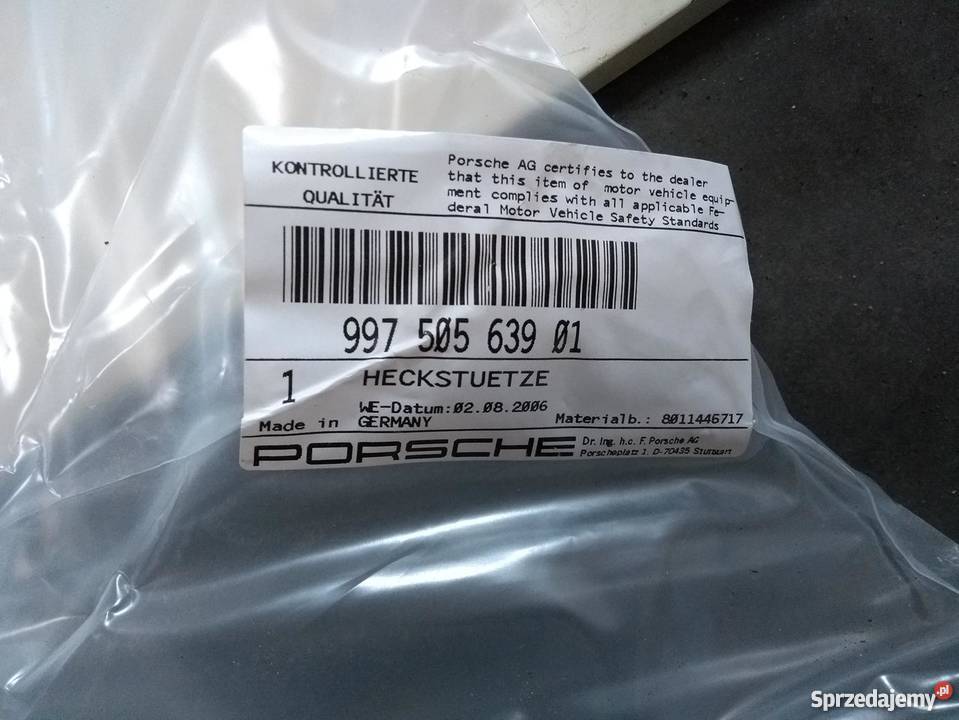 KONTROLLIERTE
QUALITÄT
Porsche AG certifies to the dealer
that this item of motor vehicle equip-
ment complies with all applicable Fe-
deral Motor Vehicle Safety Standards
997 505 639 01
1 HECKSTUETZE
WE-Datum:02.08.2006
Made in GERMANY Materialb.: 8011446717
PORSCHE
Dr. Ing. h.c. F. Porsche AG
Porscheplatz 1, D-70435 Stuttgart
Sprzedajemy.pl